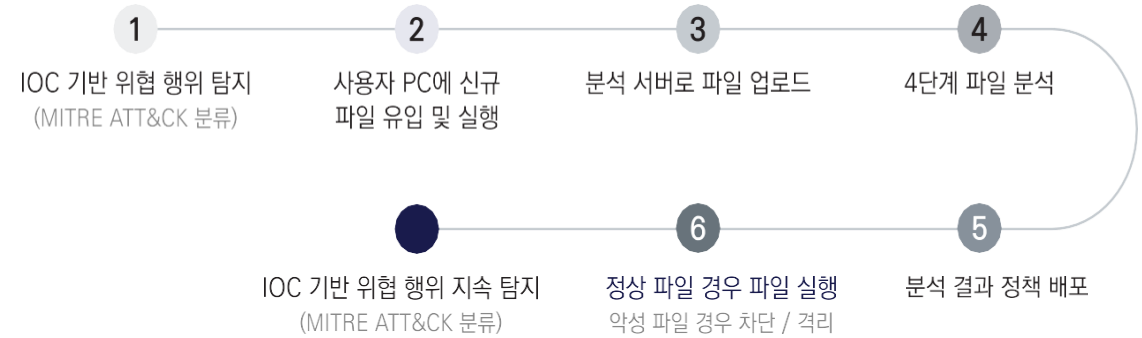 1
IOC 기반 위협 행위 탐지
(MITRE ATT&CK 분류)
2
사용자 PC에 신규
파일 유입 및 실행
3
분석 서버로 파일 업로드
4
4단계 파일 분석
5
분석 결과 정책 배포
6
정상 파일 경우 파일 실행
악성 파일 경우 차단 / 격리
IOC 기반 위협 행위 지속 탐지
(MITRE ATT&CK 분류)